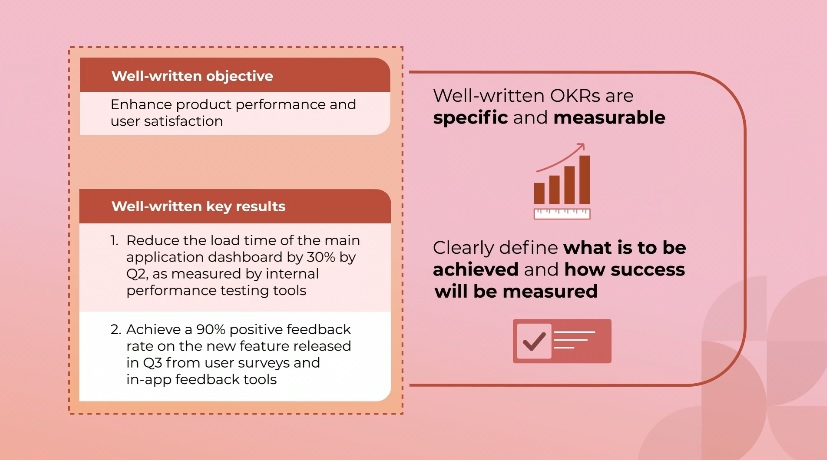 Well-written objective
Enhance product performance and
user satisfaction
Well-written key results
1. Reduce the load time of the main
application dashboard by 30% by
Q2, as measured by internal
performance testing tools
2. Achieve a 90% positive feedback
rate on the new feature released
in Q3 from user surveys and
in-app feedback tools
Well-written OKRs are
specific and measurable
Clearly define what is to be
achieved and how success
will be measured